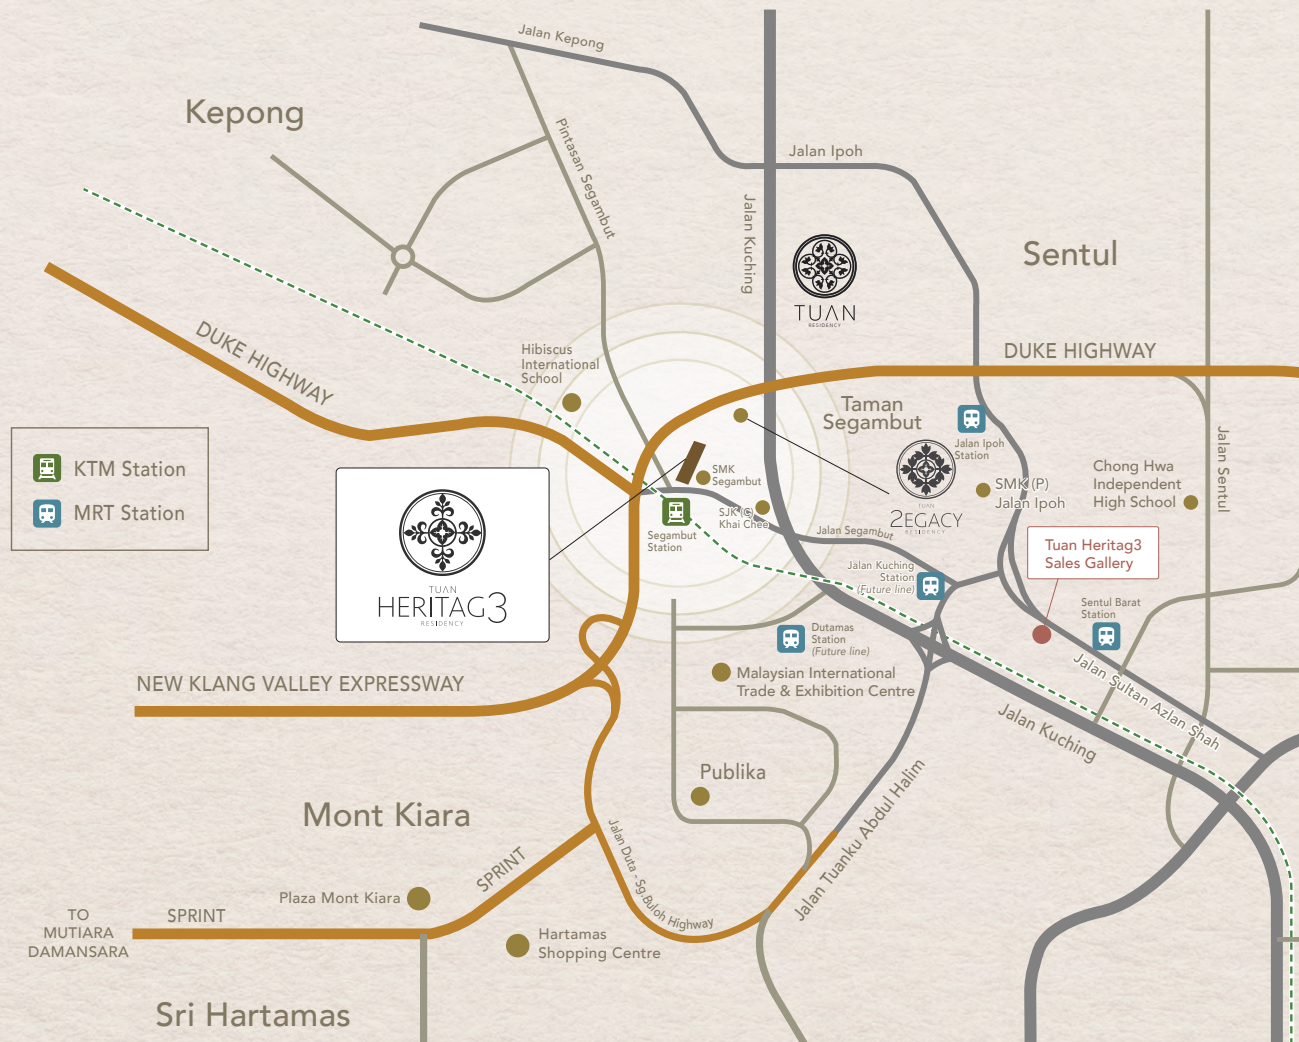 Jalan Kepong
Kepong
Pintasan Segambut
Jalan Ipoh
Jalan Kuching
Sentul
TUAN
RESIDENCY
DUKE HIGHWAY
DUKE HIGHWAY
Hibiscus
International
School
Taman
Segambut
Jalan Ipoh
Station
Jalan Sentul
KTM Station
MRT Station
SMK
Segambut
SJK (C)
Khai Chee
Segambut
Station
TUAN
2EGACY
RESIDENCY
SMK (P)
Jalan Ipoh
Chong Hwa
Independent
High School
Jalan Segambut
Tuan Heritag3
Sales Gallery
TUAN
HERITAG3
RESIDENCY
Jalan Kuching
Station
(Future line)
Sentul Barat
Station
Dutamas
Station
(Future line)
Malaysian International
Trade & Exhibition Centre
NEW KLANG VALLEY EXPRESSWAY
Jalan Sultan Azlan Shah
Jalan Kuching
Publika
Mont Kiara
Jalan Tuanku Abdul Halim
Jalan Duta - Sg.Buloh Highway
SPRINT
Plaza Mont Kiara
SPRINT
TO
MUTIARA
DAMANSARA
Hartamas
Shopping Centre
Sri Hartamas